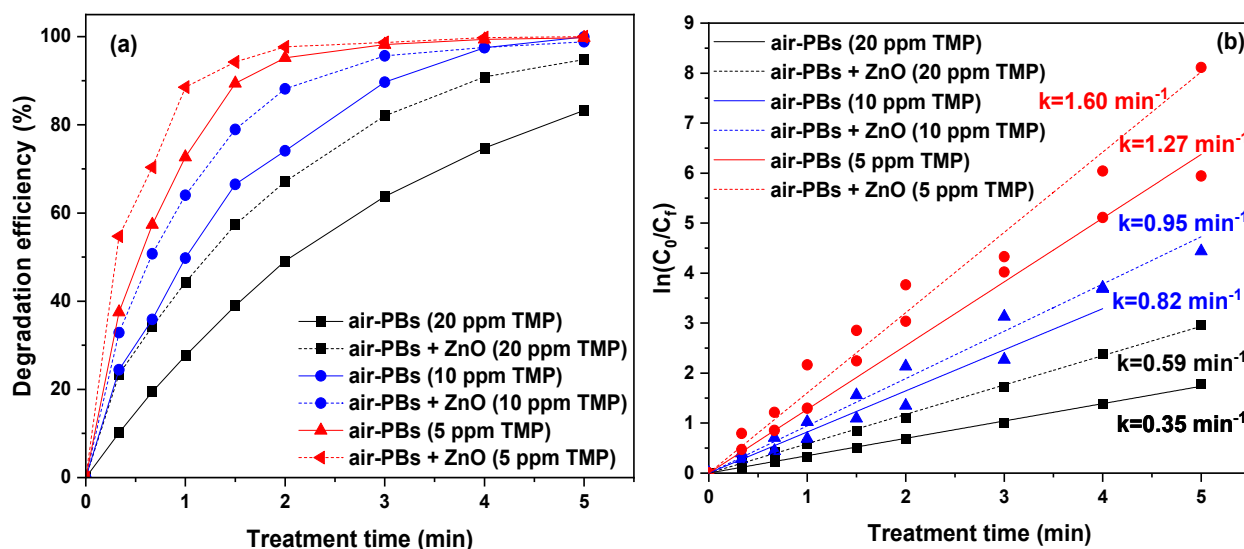 (a)
Degradation efficiency (%)
100
80
60
40
20
0
air-PBs (20 ppm TMP)
air-PBs + ZnO (20 ppm TMP)
air-PBs (10 ppm TMP)
air-PBs + ZnO (10 ppm TMP)
air-PBs (5 ppm TMP)
air-PBs + ZnO (5 ppm TMP)
0 1 2 3 4 5
Treatment time (min)
(b)
ln(C₀/C_f)
9
8
7
6
5
4
3
2
1
0
air-PBs (20 ppm TMP)
air-PBs + ZnO (20 ppm TMP)
air-PBs (10 ppm TMP)
air-PBs + ZnO (10 ppm TMP)
air-PBs (5 ppm TMP)
air-PBs + ZnO (5 ppm TMP)
k=1.60 min⁻¹
k=1.27 min⁻¹
k=0.95 min⁻¹
k=0.82 min⁻¹
k=0.59 min⁻¹
k=0.35 min⁻¹
0 1 2 3 4 5
Treatment time (min)